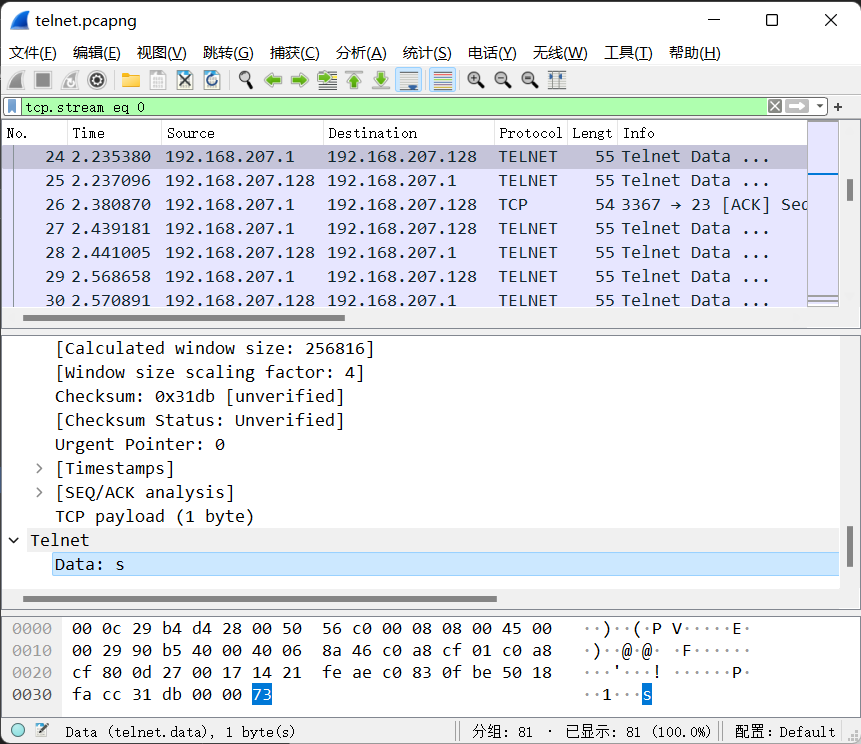 telnet.pcapng
文件(F) 编辑(E) 视图(V) 跳转(G) 捕获(C) 分析(A) 统计(S) 电话(Y) 无线(W) 工具(T) 帮助(H)
tcp.stream eq 0
No. Time Source Destination Protocol Lengt Info
24 2.235380 192.168.207.1 192.168.207.128 TELNET 55 Telnet Data ...
25 2.237096 192.168.207.128 192.168.207.1 TELNET 55 Telnet Data ...
26 2.380870 192.168.207.1 192.168.207.128 TCP 54 3367 → 23 [ACK] Sec
27 2.439181 192.168.207.1 192.168.207.128 TELNET 55 Telnet Data ...
28 2.441005 192.168.207.128 192.168.207.1 TELNET 55 Telnet Data ...
29 2.568658 192.168.207.1 192.168.207.128 TELNET 55 Telnet Data ...
30 2.570891 192.168.207.128 192.168.207.1 TELNET 55 Telnet Data ...
[Calculated window size: 256816]
[Window size scaling factor: 4]
Checksum: 0x31db [unverified]
[Checksum Status: Unverified]
Urgent Pointer: 0
[Timestamps]
[SEQ/ACK analysis]
TCP payload (1 byte)
Telnet
Data: s
0000 00 0c 29 b4 d4 28 00 50 56 c0 00 08 08 00 45 00 ··)··(·P V·····E·
0010 00 29 90 b5 40 00 40 06 8a 46 c0 a8 cf 01 c0 a8 ·)··@·@· ·F······
0020 cf 80 0d 27 00 17 14 21 fe ae c0 83 0f be 50 18 ···'···! ······P·
0030 fa cc 31 db 00 00 73 ··1···s
Data (telnet.data), 1 byte(s) 分组: 81 · 已显示: 81 (100.0%) 配置: Default